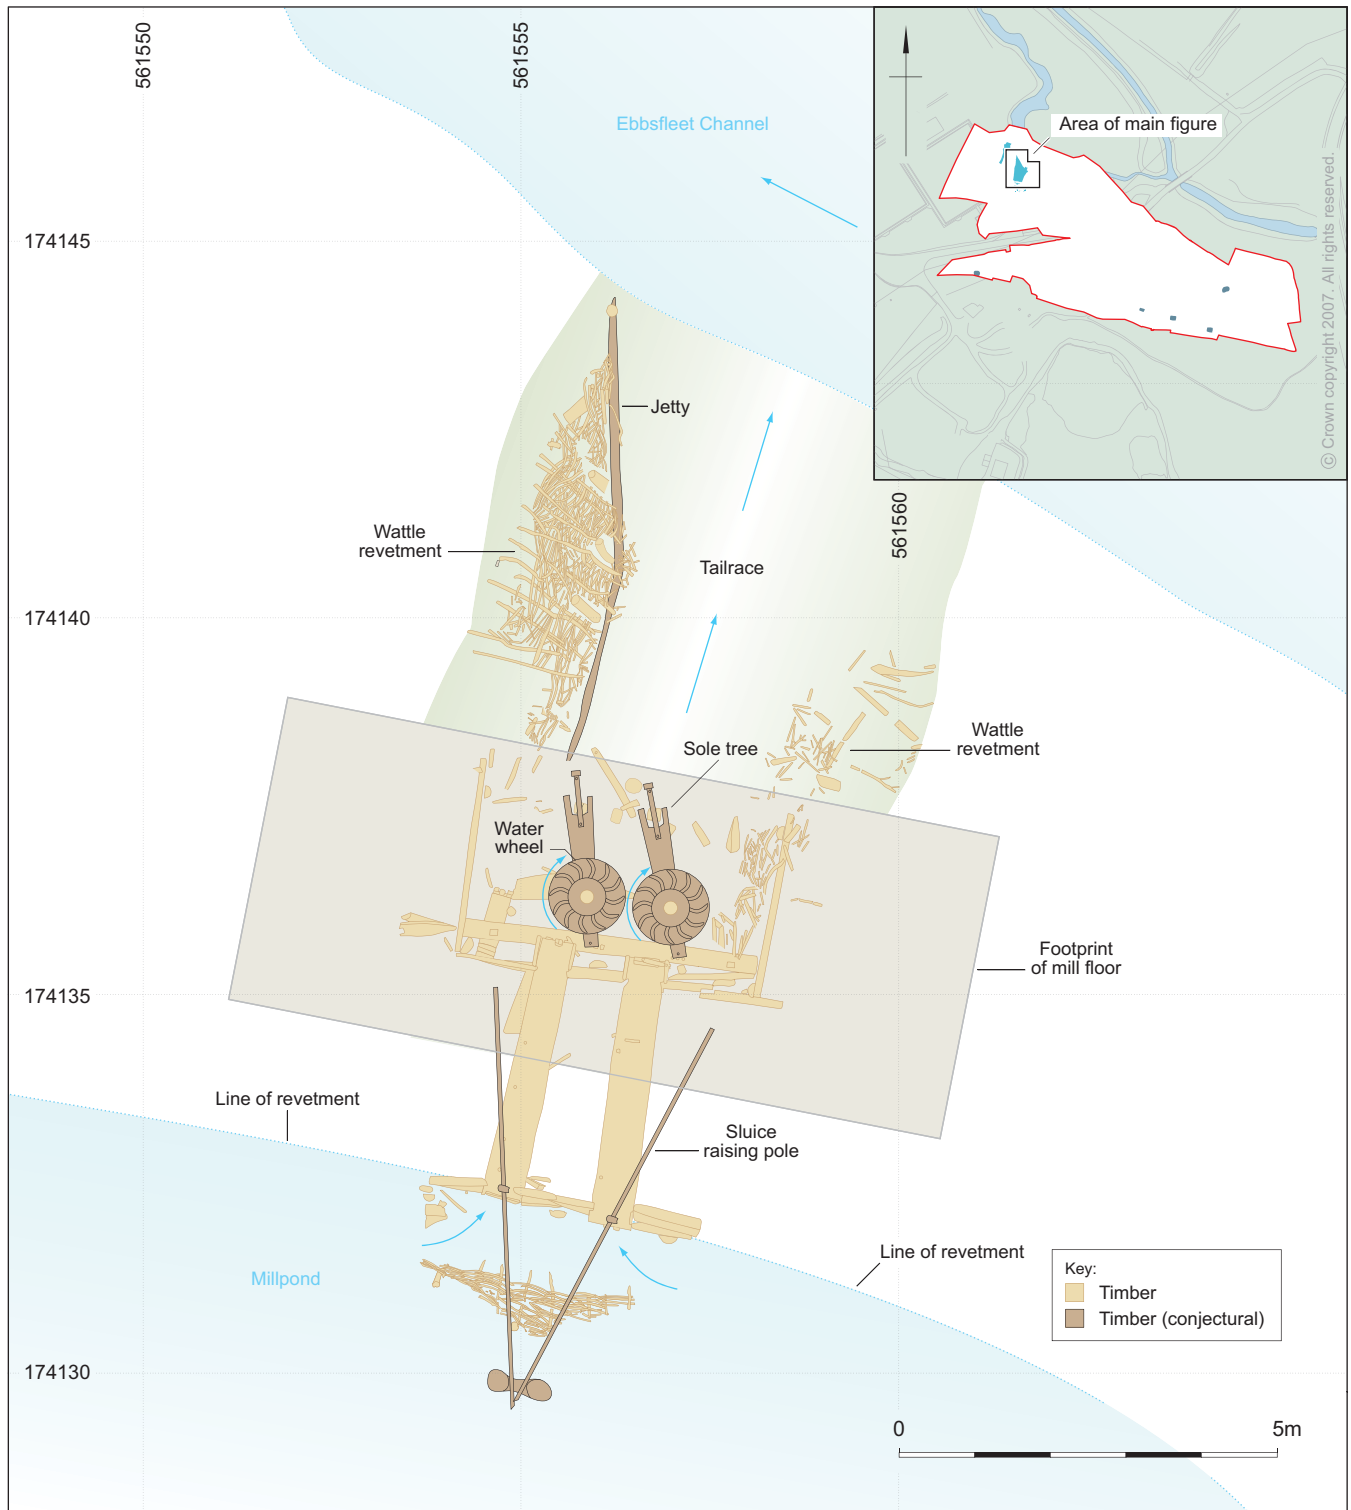 561550
561555
Ebbsfleet Channel
Area of main figure
© Crown copyright 2007. All rights reserved.
174145
Jetty
561560
Wattle
revetment
Tailrace
174140
Sole tree
Wattle
revetment
Water
wheel
Footprint
of mill floor
174135
Line of revetment
Sluice
raising pole
Line of revetment
Millpond
Key:
Timber
Timber (conjectural)
174130
0
5m